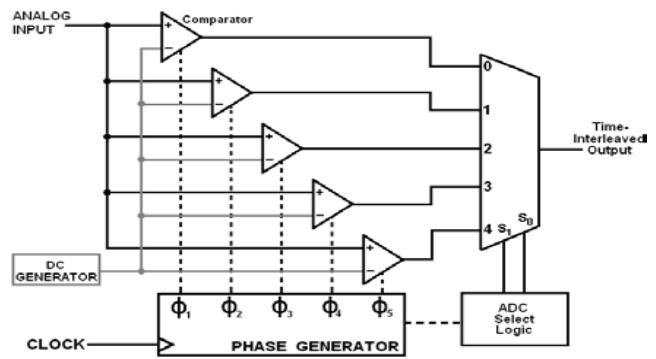 ANALOG
INPUT
Comparator
+
−
+
−
+
−
+
−
+
−
0
1
2
3
4
S1
S0
Time-
Interleaved
Output
DC
GENERATOR
Φ1
Φ2
Φ3
Φ4
Φ5
ADC
Select
Logic
CLOCK
PHASE GENERATOR